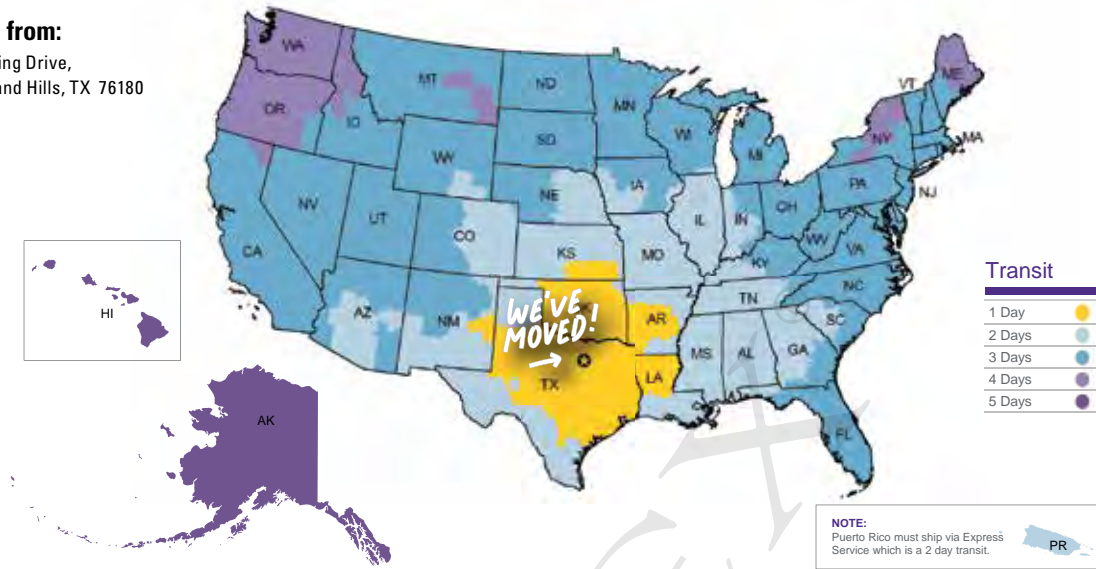 from:
ing Drive,
and Hills, TX 76180
WA
OR
ID
MT
ND
MN
SD
WY
WI
MI
VT
ME
NY
MA
NJ
PA
NV
UT
CA
CO
NE
IA
IL
IN
OH
WV
VA
KY
NC
KS
MO
TN
SC
AZ
NM
AR
MS
AL
GA
LA
TX
FL
WE'VE
MOVED!
HI
AK
Transit
1 Day
2 Days
3 Days
4 Days
5 Days
NOTE:
Puerto Rico must ship via Express
Service which is a 2 day transit.
PR